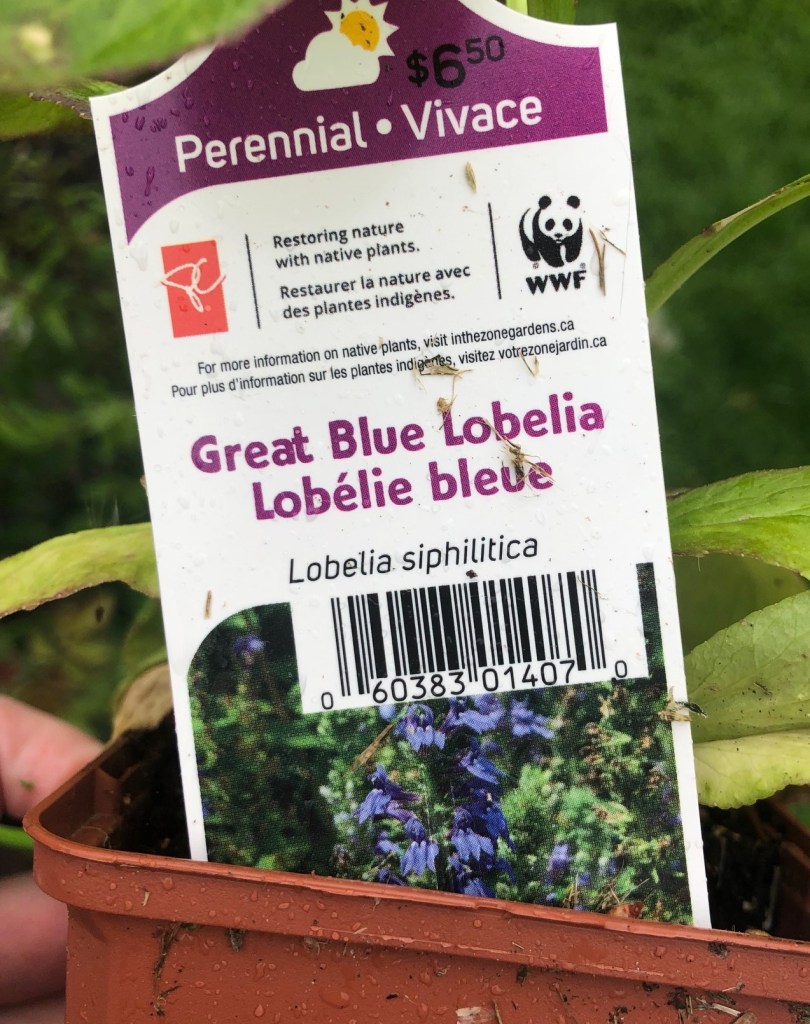 $6.50
Perennial • Vivace
Restoring nature
with native plants.
Restaurer la nature avec
des plantes indigènes.
PC
WWF
For more information on native plants, visit inthezonegardens.ca
Pour plus d'information sur les plantes indigènes, visitez votrezonejardin.ca
Great Blue Lobelia
Lobélie bleue
Lobelia siphilitica
0 60383 01407 0